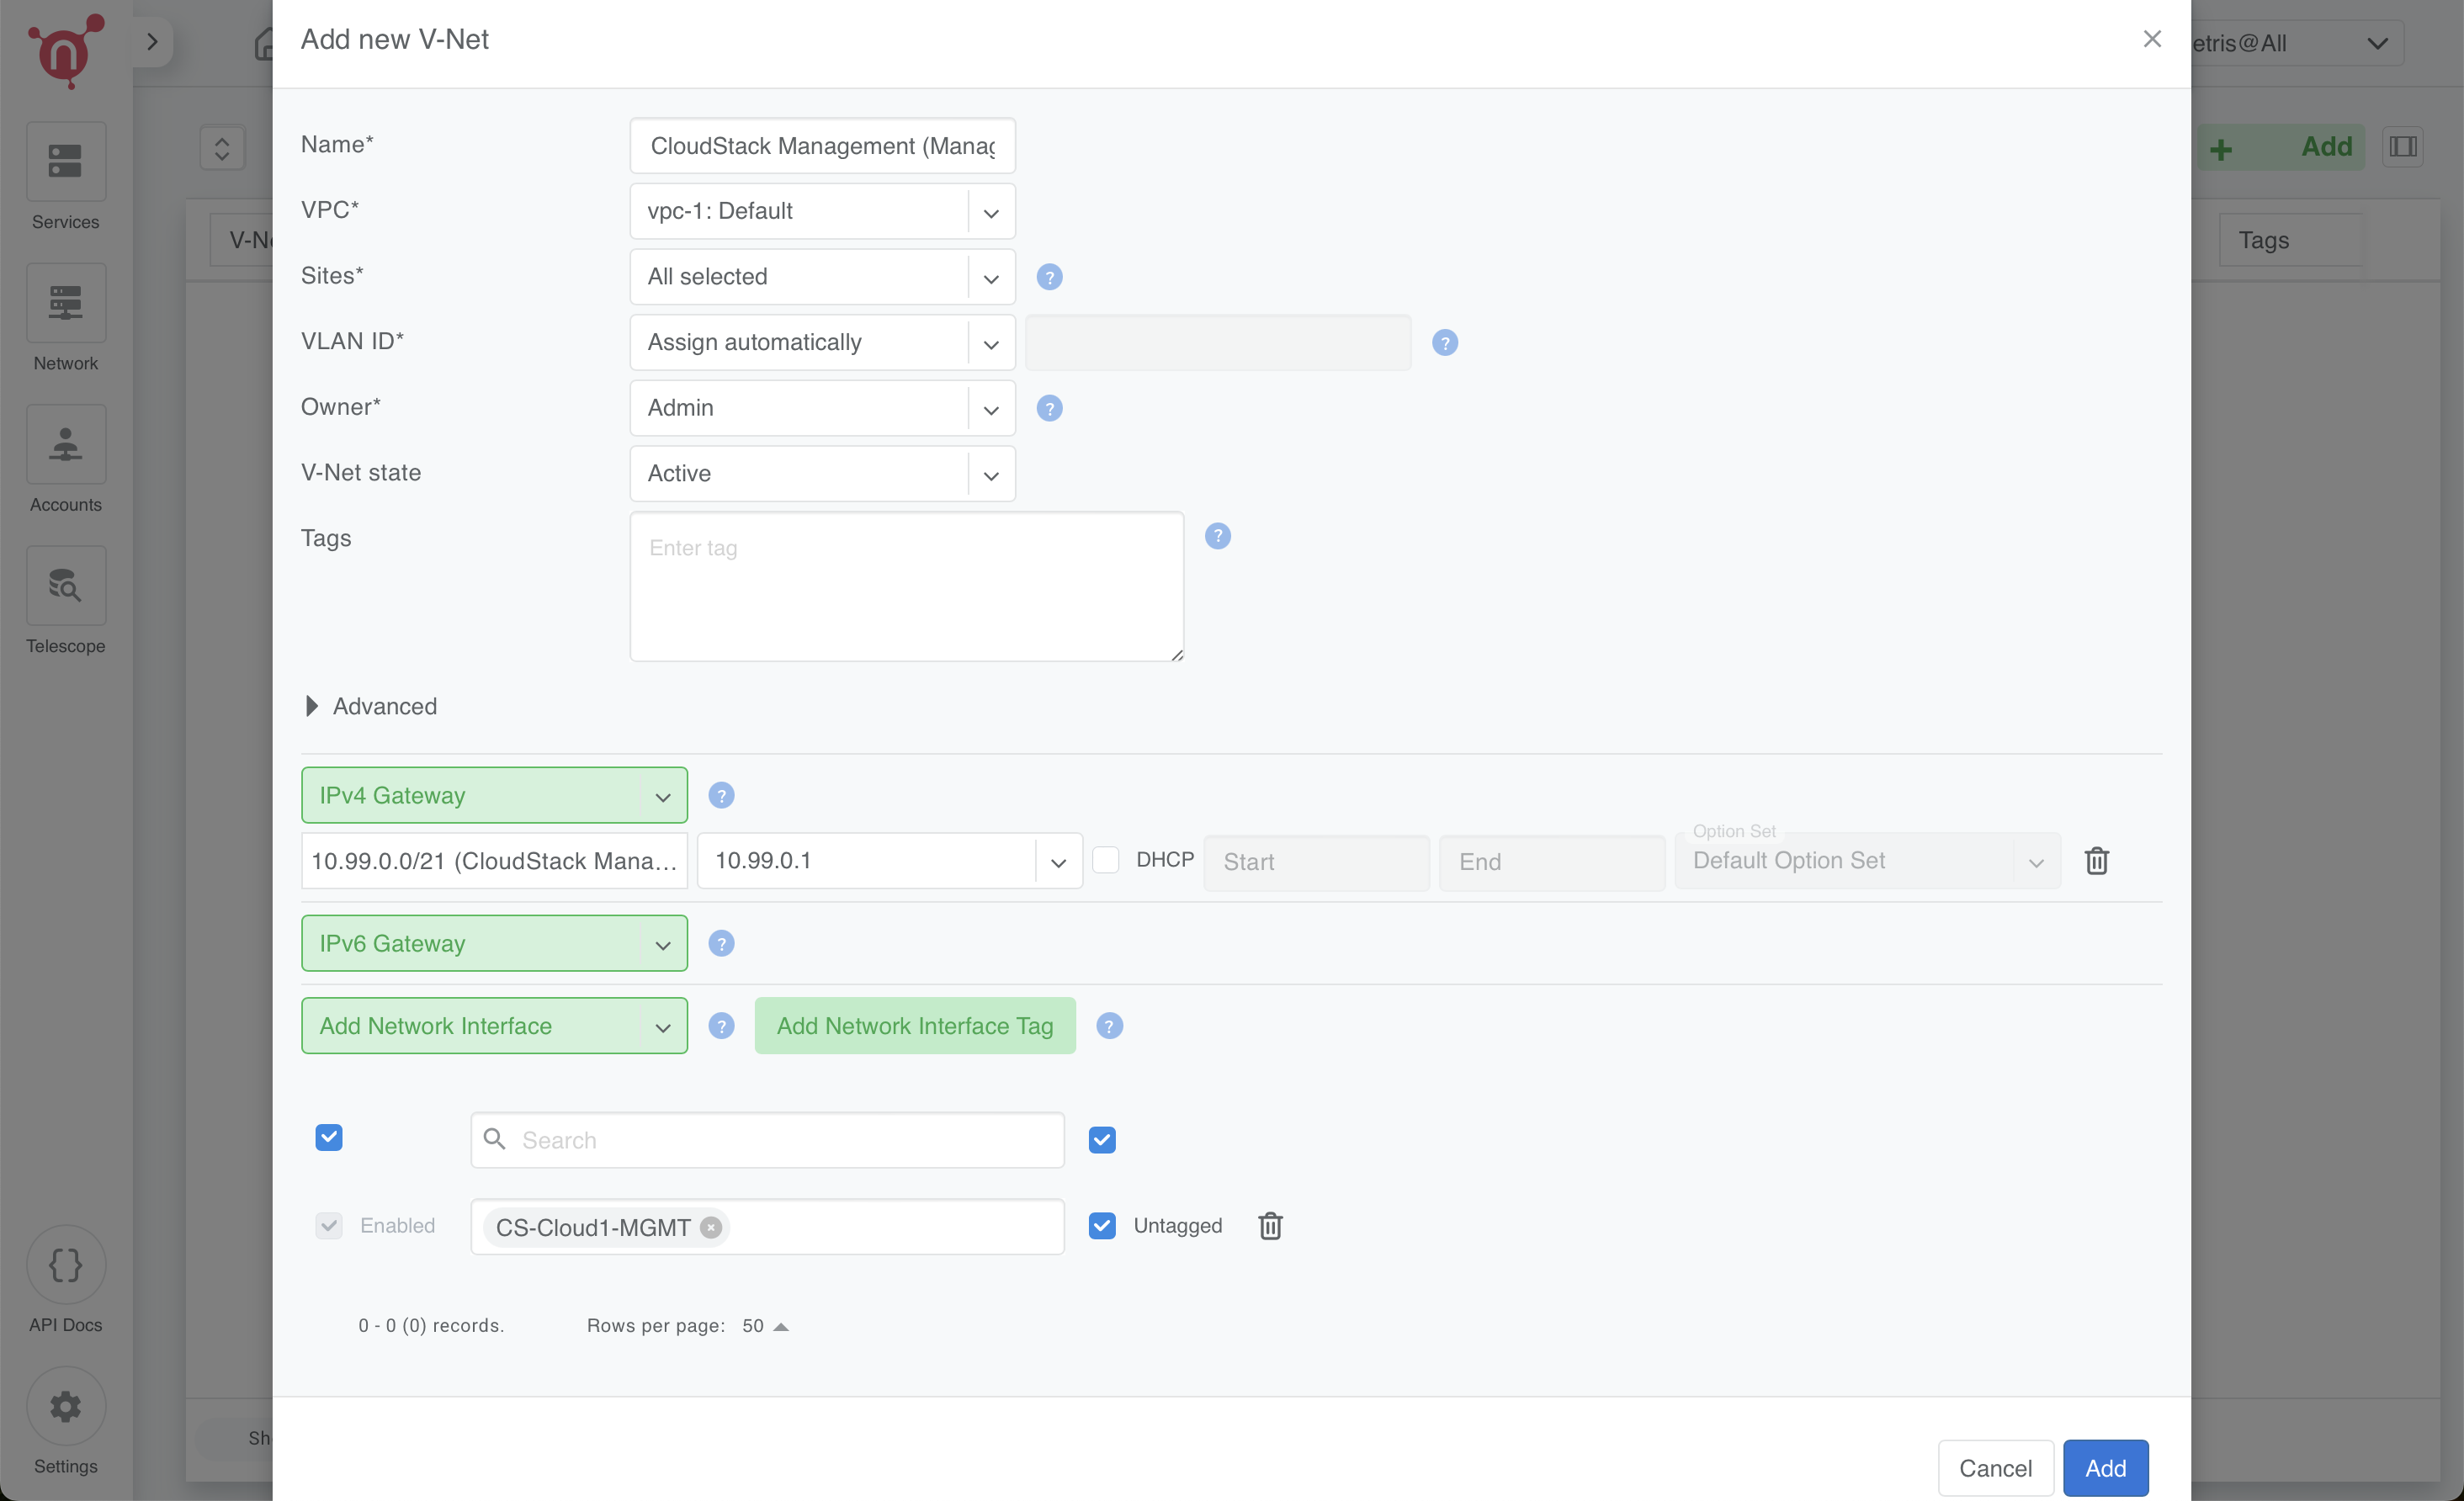 Add new V-Net
etris@All
Name*
CloudStack Management (Manag
Add
VPC*
vpc-1: Default
Services
V-Ne
Tags
Sites*
All selected
?
VLAN ID*
Assign automatically
?
Network
Owner*
Admin
?
V-Net state
Active
Accounts
Tags
Enter tag
?
Telescope
Advanced
IPv4 Gateway
?
Option Set
10.99.0.0/21 (CloudStack Mana...
10.99.0.1
DHCP
Start
End
Default Option Set
IPv6 Gateway
?
Add Network Interface
?
Add Network Interface Tag
?
Search
Enabled
CS-Cloud1-MGMT
Untagged
API Docs
0 - 0 (0) records.
Rows per page:
50
Sh
Settings
Cancel
Add